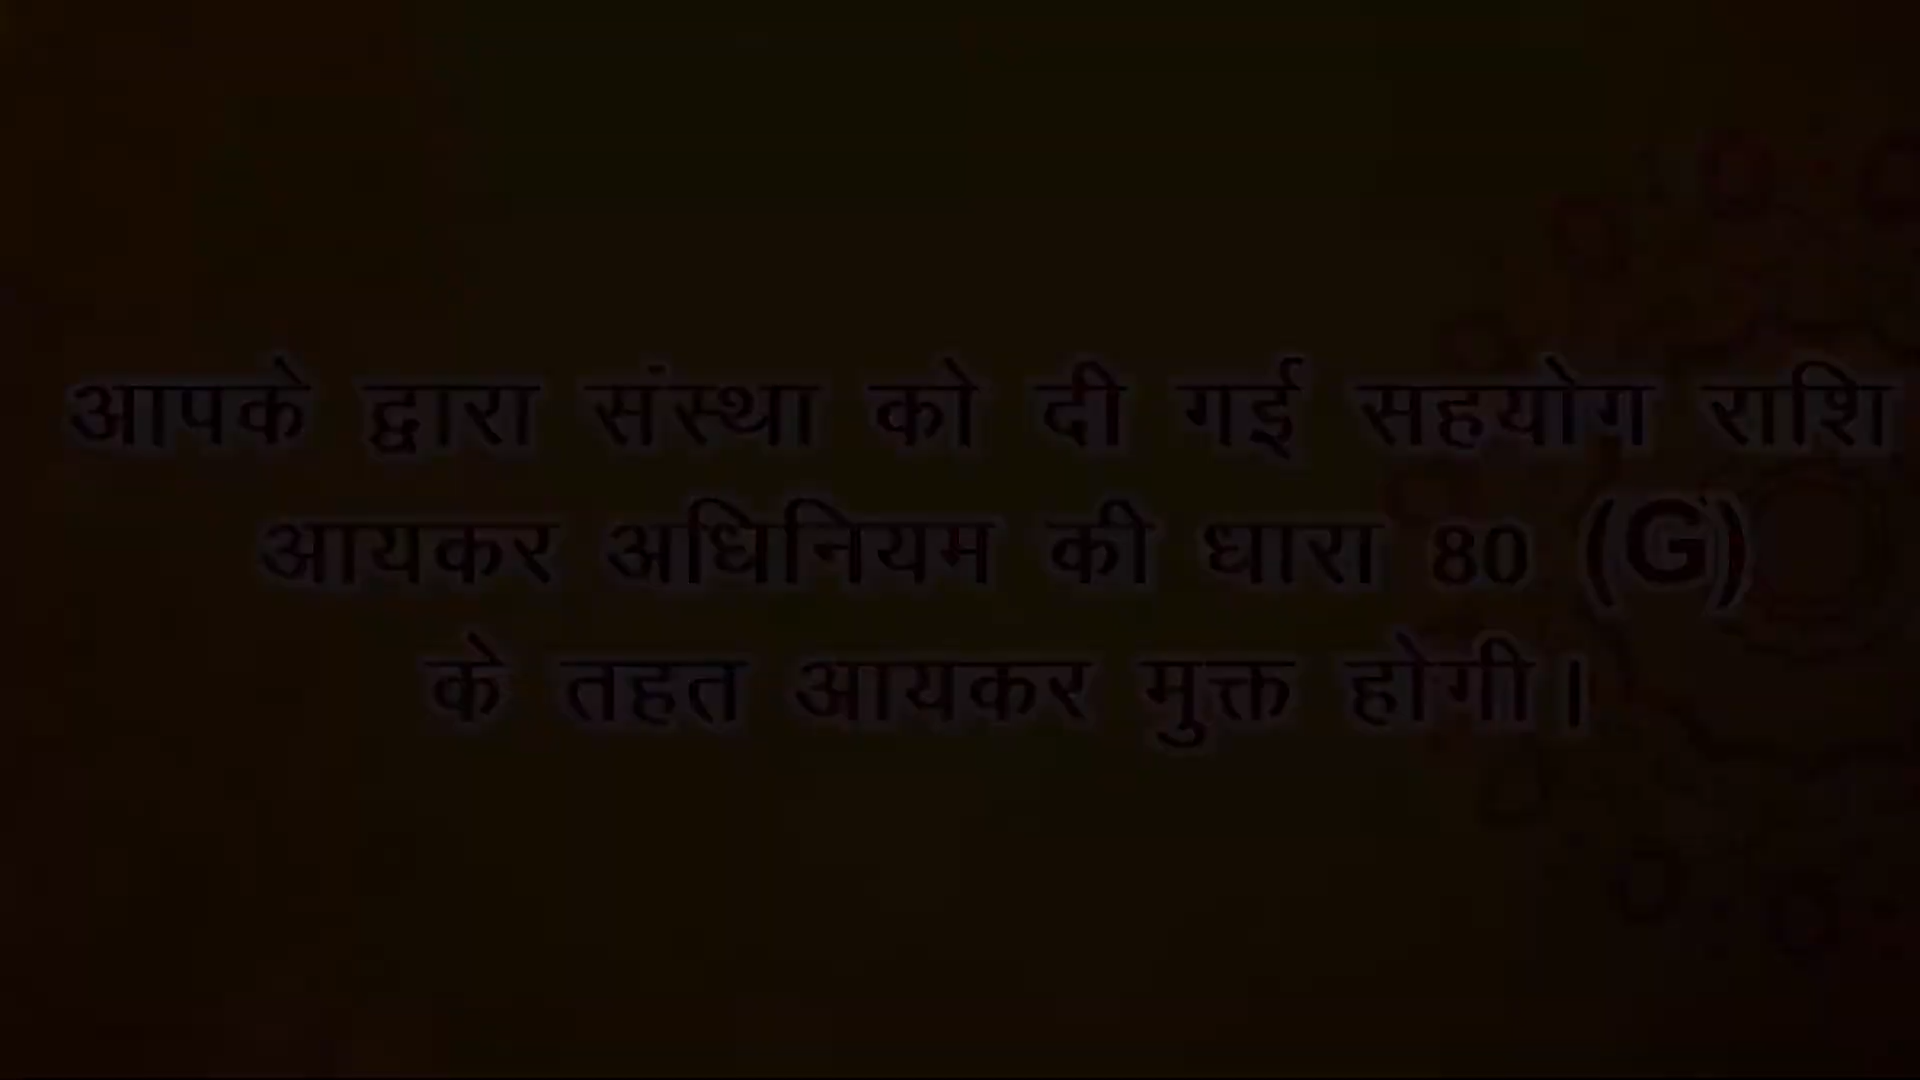 आपके द्वारा संस्था को दी गई सहयोग राशि
आयकर अधिनियम की धारा 80 (G)
के तहत आयकर मुक्त होगी।